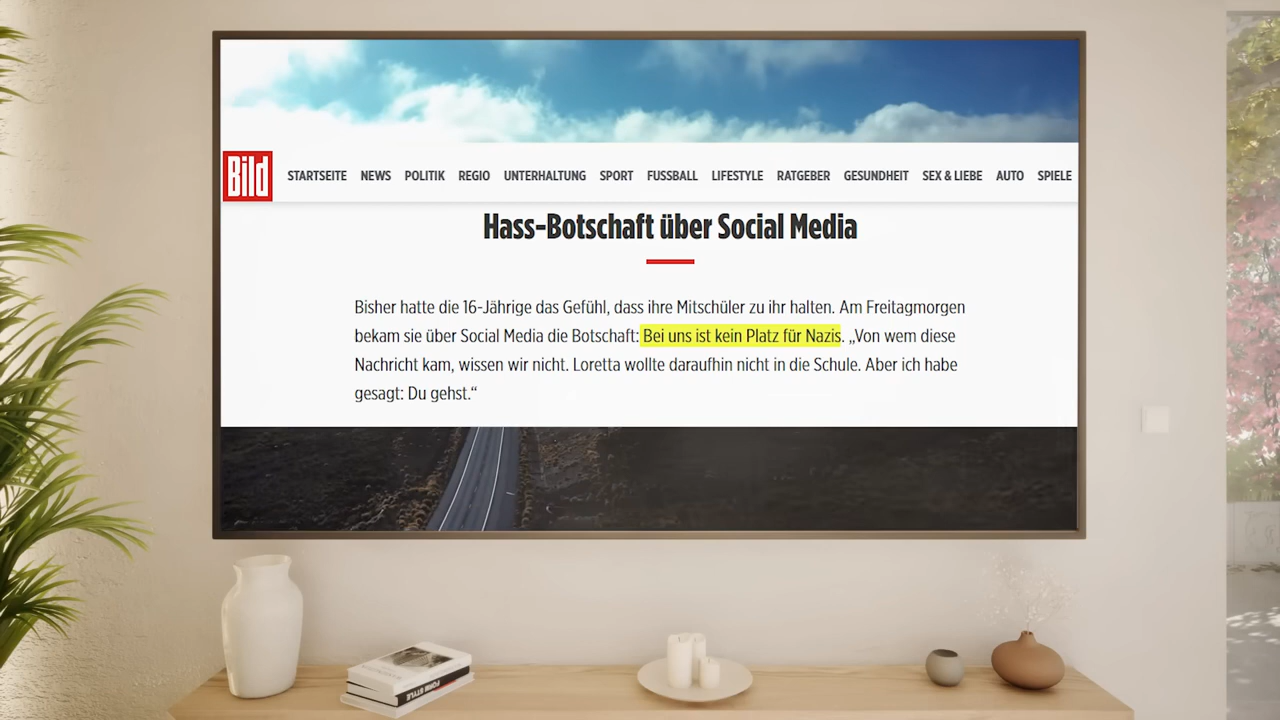 Bild
STARTSEITE NEWS POLITIK REGIO UNTERHALTUNG SPORT FUSSBALL LIFESTYLE RATGEBER GESUNDHEIT SEX & LIEBE AUTO SPIELE
Hass-Botschaft über Social Media
Bisher hatte die 16-Jährige das Gefühl, dass ihre Mitschüler zu ihr halten. Am Freitagmorgen
bekam sie über Social Media die Botschaft: Bei uns ist kein Platz für Nazis. „Von wem diese
Nachricht kam, wissen wir nicht. Loretta wollte daraufhin nicht in die Schule. Aber ich habe
gesagt: Du gehst.“
FORM STYLE